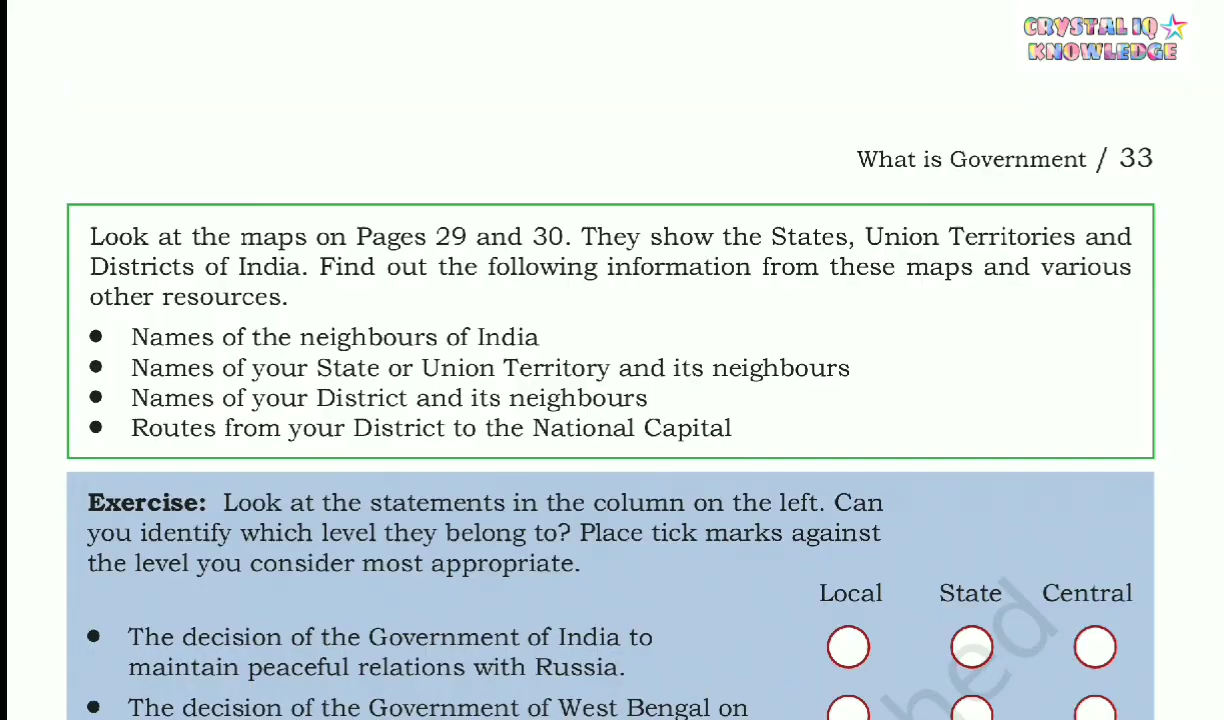 CRYSTAL IQ
KNOWLEDGE
What is Government / 33
Look at the maps on Pages 29 and 30. They show the States, Union Territories and
Districts of India. Find out the following information from these maps and various
other resources.
• Names of the neighbours of India
• Names of your State or Union Territory and its neighbours
• Names of your District and its neighbours
• Routes from your District to the National Capital
Exercise: Look at the statements in the column on the left. Can
you identify which level they belong to? Place tick marks against
the level you consider most appropriate.
Local State Central
• The decision of the Government of India to
maintain peaceful relations with Russia.
• The decision of the Government of West Bengal on
hed